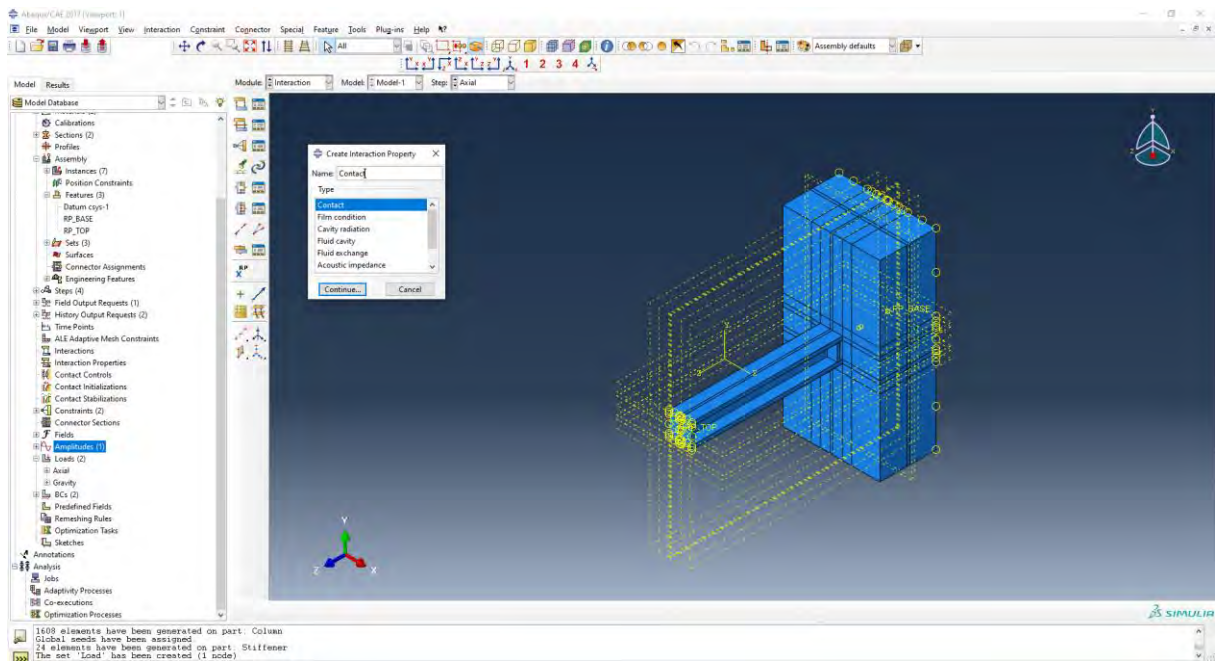 Abaqus/CAE 2017 [Viewport: 1]
File Model Viewport View Interaction Constraint Connector Special Feature Tools Plug-ins Help
All
Assembly defaults
1 2 3 4
Model Results
Module: Interaction Model: Model-1 Step: Axial
Model Database
Calibrations
Sections (2)
Profiles
Assembly
Instances (7)
Position Constraints
Features (3)
Datum csys-1
RP_BASE
RP_TOP
Sets (3)
Surfaces
Connector Assignments
Engineering Features
Steps (4)
Field Output Requests (1)
History Output Requests (2)
Time Points
ALE Adaptive Mesh Constraints
Interactions
Interaction Properties
Contact Controls
Contact Initializations
Contact Stabilizations
Constraints (2)
Connector Sections
Fields
Amplitudes (1)
Loads (2)
Axial
Gravity
BCs (2)
Predefined Fields
Remeshing Rules
Optimization Tasks
Sketches
Annotations
Analysis
Jobs
Adaptivity Processes
Co-executions
Optimization Processes
Create Interaction Property
Name: Contact
Type
Contact
Film condition
Cavity radiation
Fluid cavity
Fluid exchange
Acoustic impedance
Continue... Cancel
Y
Z X
SIMULIA
1608 elements have been generated on part: Column
Global seeds have been assigned.
24 elements have been generated on part: Stiffener
The set 'Load' has been created (1 node)